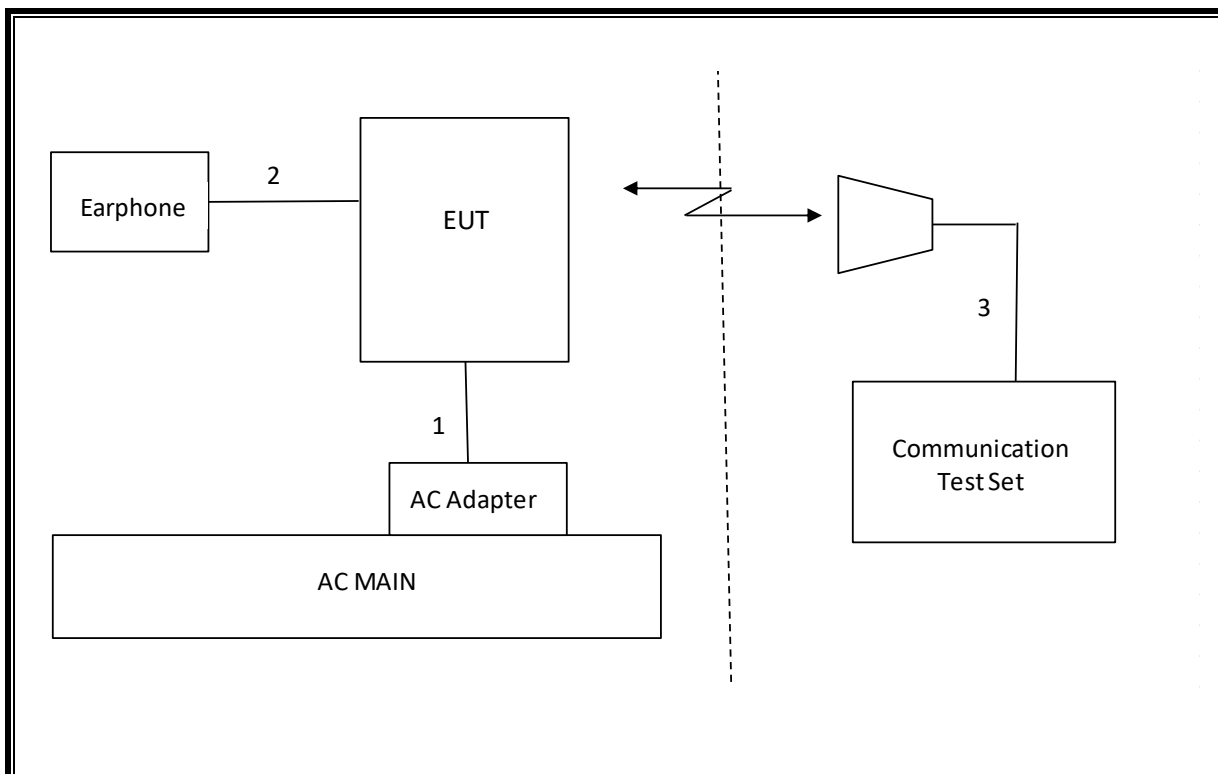 2
Earphone
EUT
3
1
Communication
Test Set
AC Adapter
AC MAIN